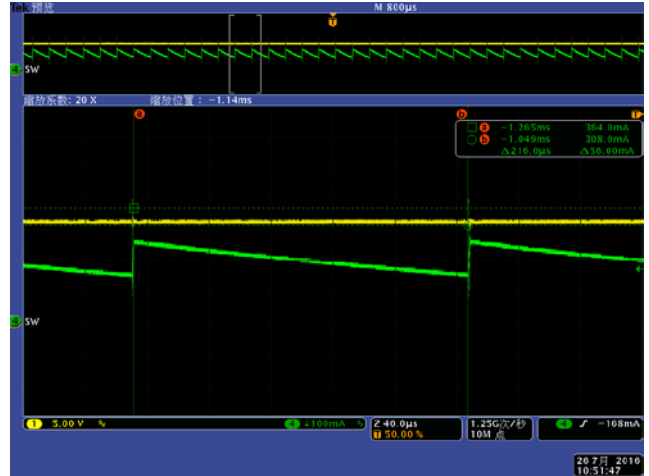 Tek 预览 M 800μs
T
4 SW
缩放系数: 20 X 缩放位置: -1.14ms
a b T
a -1.265ms 364.0mA
b -1.049ms 308.0mA
Δ216.0μs Δ56.00mA
4 SW
1 5.00 V 4 100mA Z 40.0μs 1.25G次/秒 4 -168mA
T 50.00 % 10M 点
26 7月 2016
10:51:47